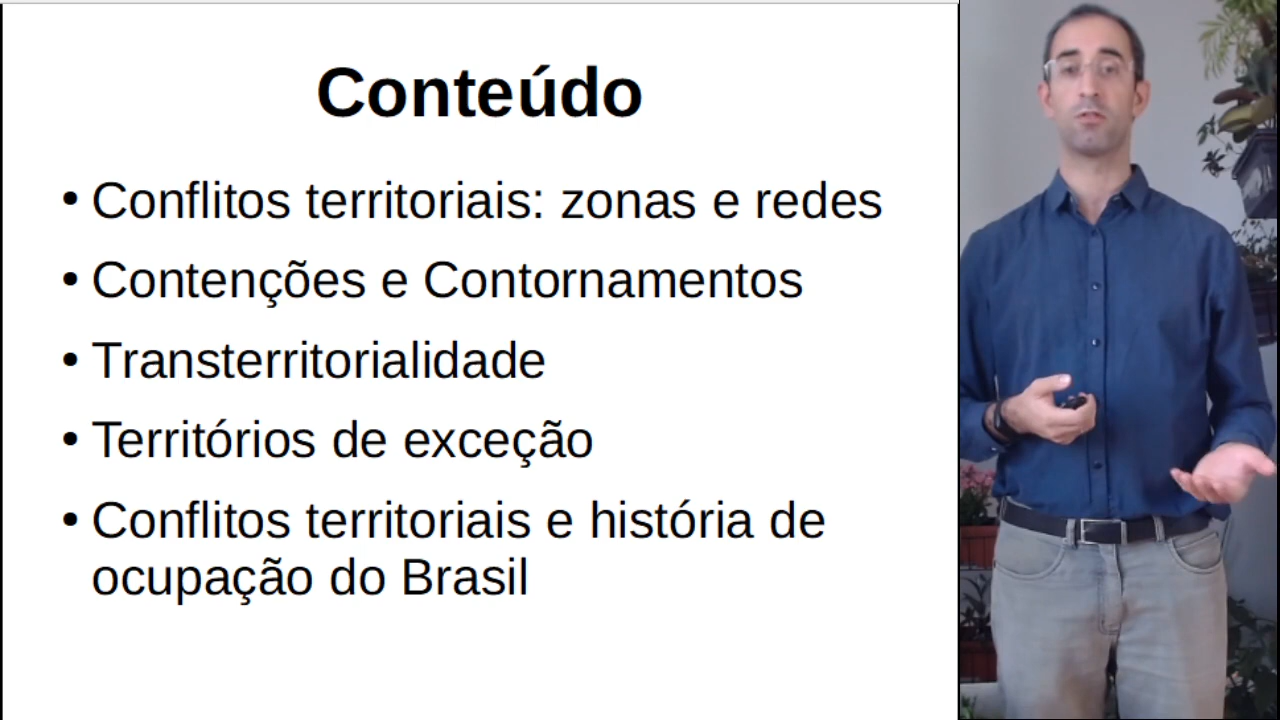 Conteúdo
• Conflitos territoriais: zonas e redes
• Contenções e Contornamentos
• Transterritorialidade
• Territórios de exceção
• Conflitos territoriais e história de
ocupação do Brasil